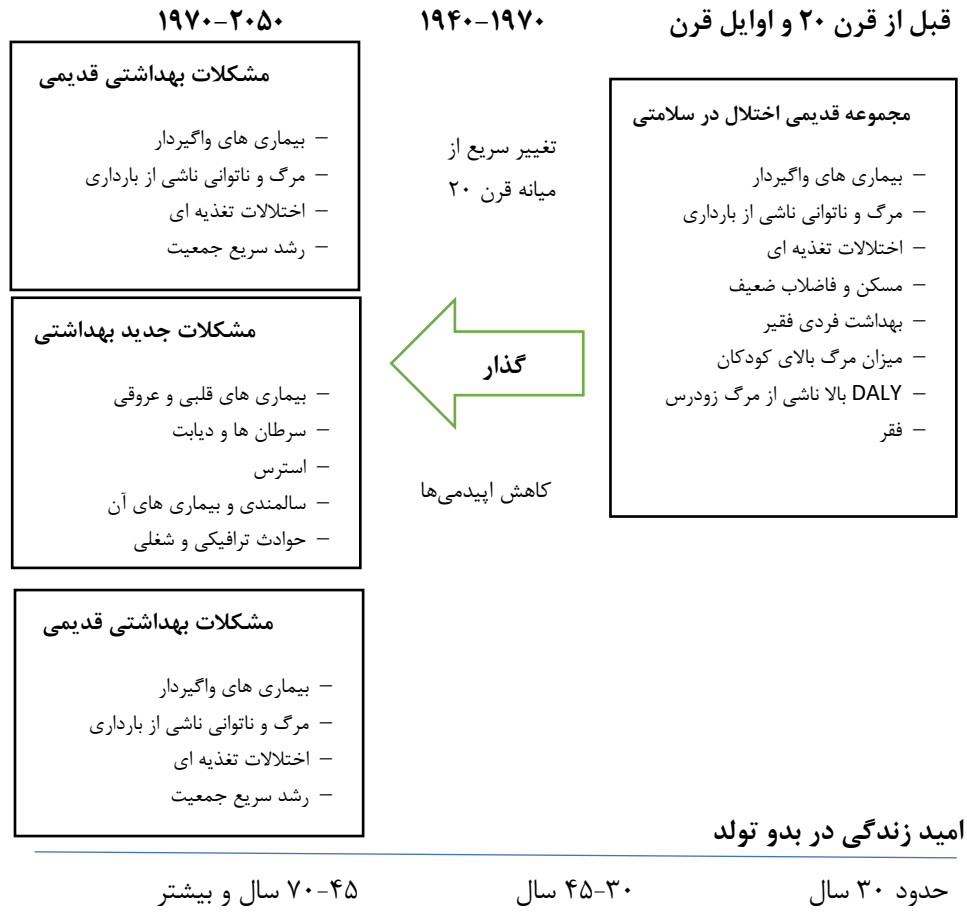 قبل از قرن ۲۰ و اوایل قرن
۱۹۴۰-۱۹۷۰
۱۹۷۰-۲۰۵۰
مجموعه قدیمی اختلال در سلامتی
– بیماری های واگیردار
– مرگ و ناتوانی ناشی از بارداری
– اختلالات تغذیه ای
– مسکن و فاضلاب ضعیف
– بهداشت فردی فقیر
– میزان مرگ بالای کودکان
– DALY بالا ناشی از مرگ زودرس
– فقر
تغییر سریع از
میانه قرن ۲۰
گذار
کاهش اپیدمی‌ها
مشکلات بهداشتی قدیمی
– بیماری های واگیردار
– مرگ و ناتوانی ناشی از بارداری
– اختلالات تغذیه ای
– رشد سریع جمعیت
مشکلات جدید بهداشتی
– بیماری های قلبی و عروقی
– سرطان ها و دیابت
– استرس
– سالمندی و بیماری های آن
– حوادث ترافیکی و شغلی
مشکلات بهداشتی قدیمی
– بیماری های واگیردار
– مرگ و ناتوانی ناشی از بارداری
– اختلالات تغذیه ای
– رشد سریع جمعیت
امید زندگی در بدو تولد
حدود ۳۰ سال
۳۰-۴۵ سال
۴۵-۷۰ سال و بیشتر